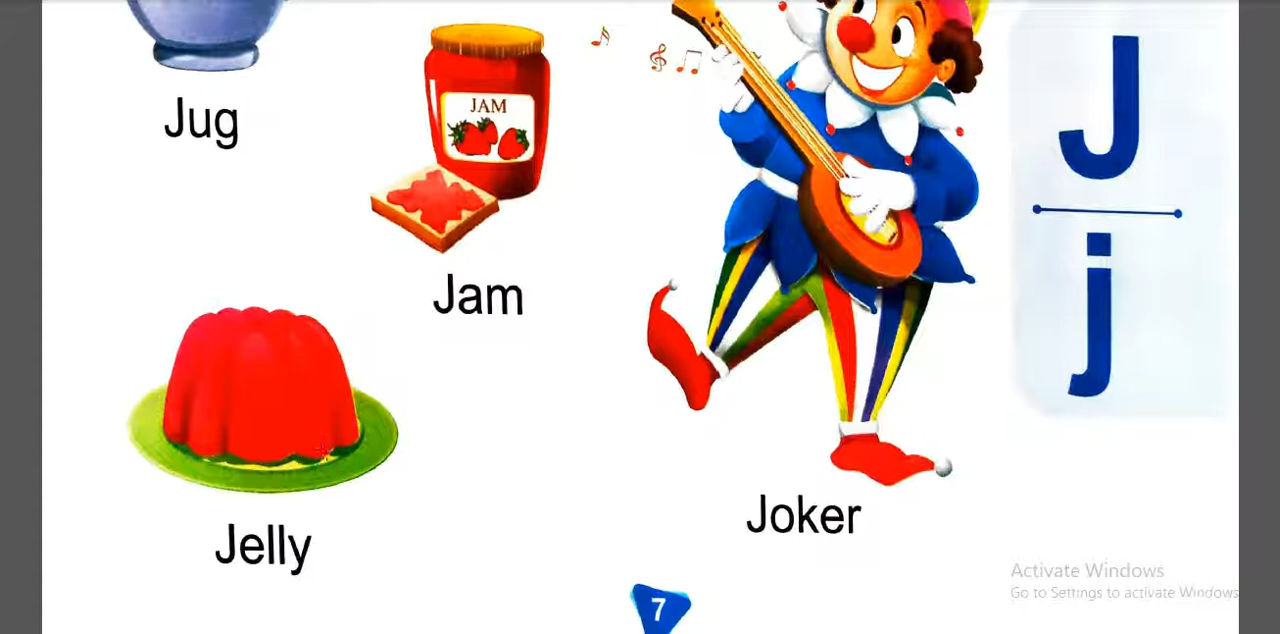 Jug
JAM
Jam
Jelly
Joker
J
j
7
Activate Windows
Go to Settings to activate Windows